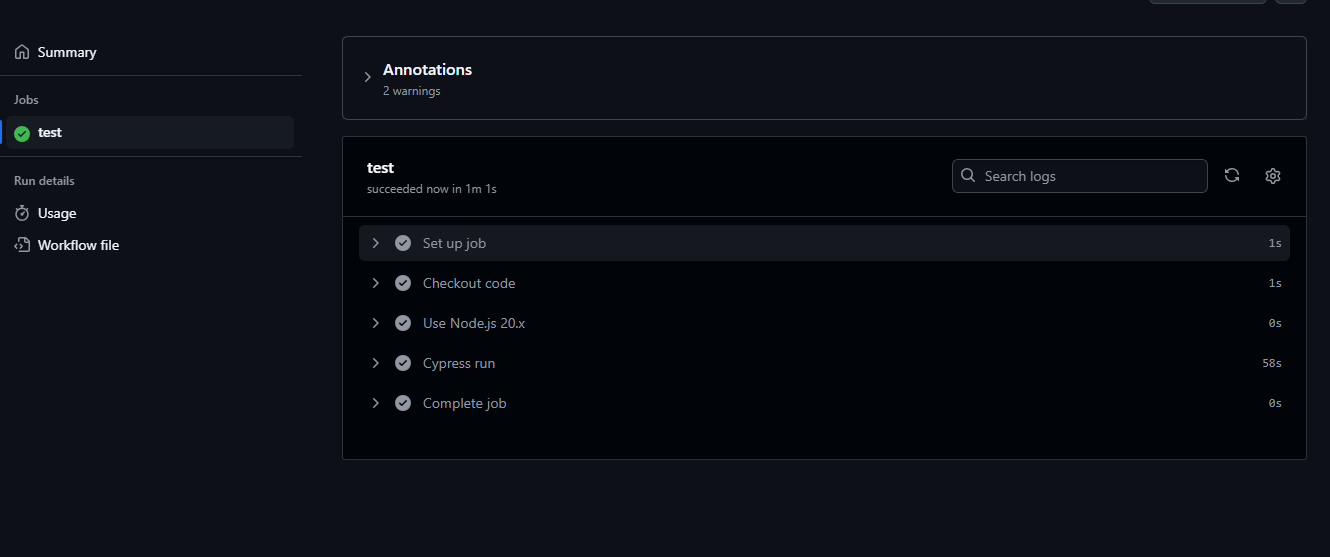 Summary
Jobs
test
Run details
Usage
Workflow file
Annotations
2 warnings
test
succeeded now in 1m 1s
Search logs
Set up job 1s
Checkout code 1s
Use Node.js 20.x 0s
Cypress run 58s
Complete job 0s